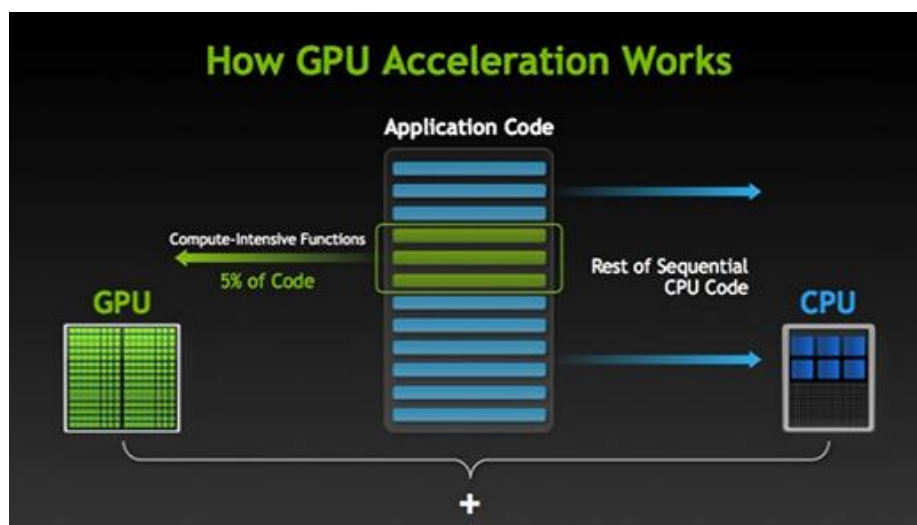 How GPU Acceleration Works
Application Code
Compute-Intensive Functions
5% of Code
Rest of Sequential
CPU Code
GPU
CPU
+